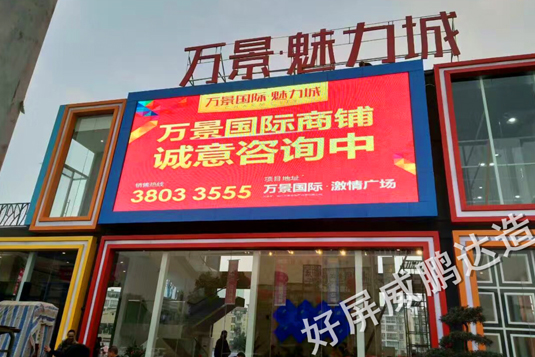 万景·魅力城
万景国际 魅力城
万景国际商铺
诚意咨询中
销售热线 项目地址
3803 3555 万景国际·激情广场
好屏威鹏达造